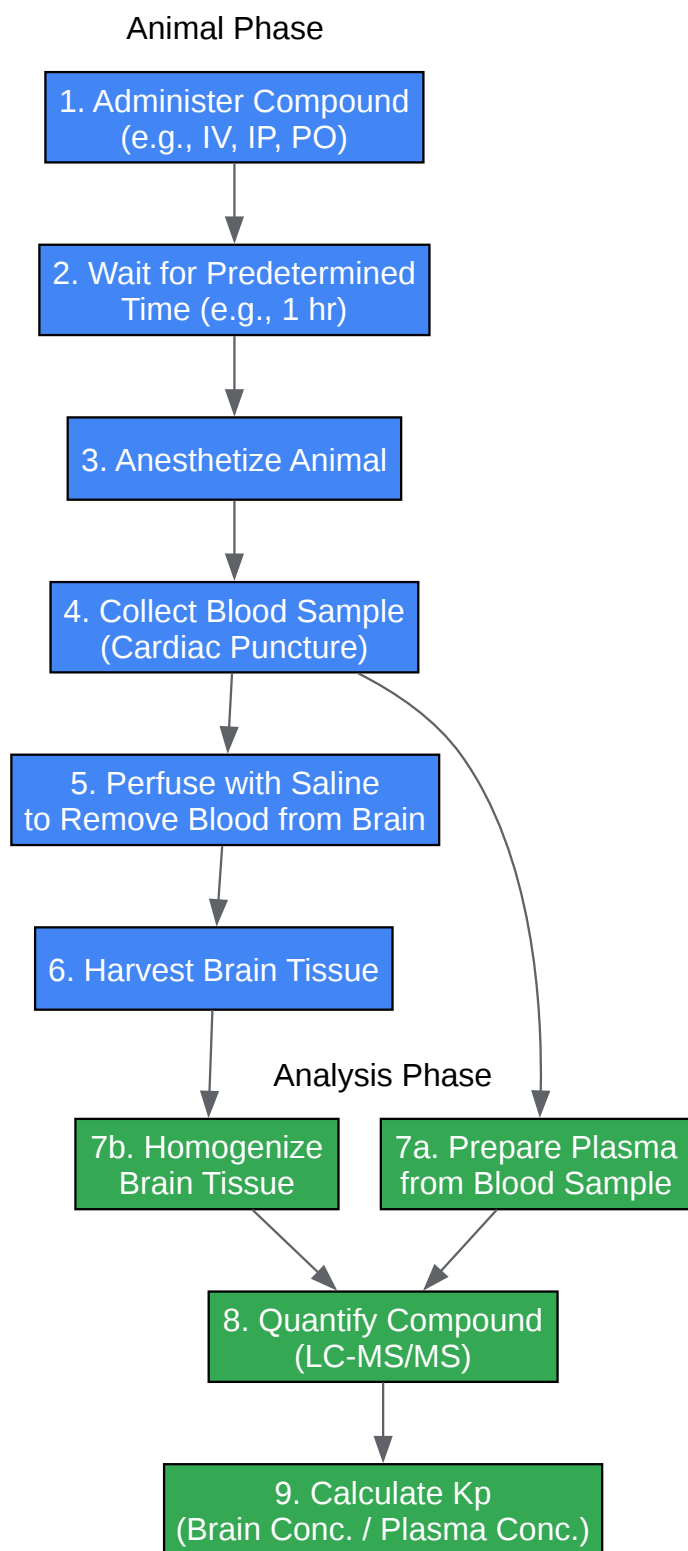 Animal Phase
1. Administer Compound
(e.g., IV, IP, PO)
2. Wait for Predetermined
Time (e.g., 1 hr)
3. Anesthetize Animal
4. Collect Blood Sample
(Cardiac Puncture)
5. Perfuse with Saline
to Remove Blood from Brain
6. Harvest Brain Tissue
Analysis Phase
7b. Homogenize
Brain Tissue
7a. Prepare Plasma
from Blood Sample
8. Quantify Compound
(LC-MS/MS)
9. Calculate Kp
(Brain Conc. / Plasma Conc.)